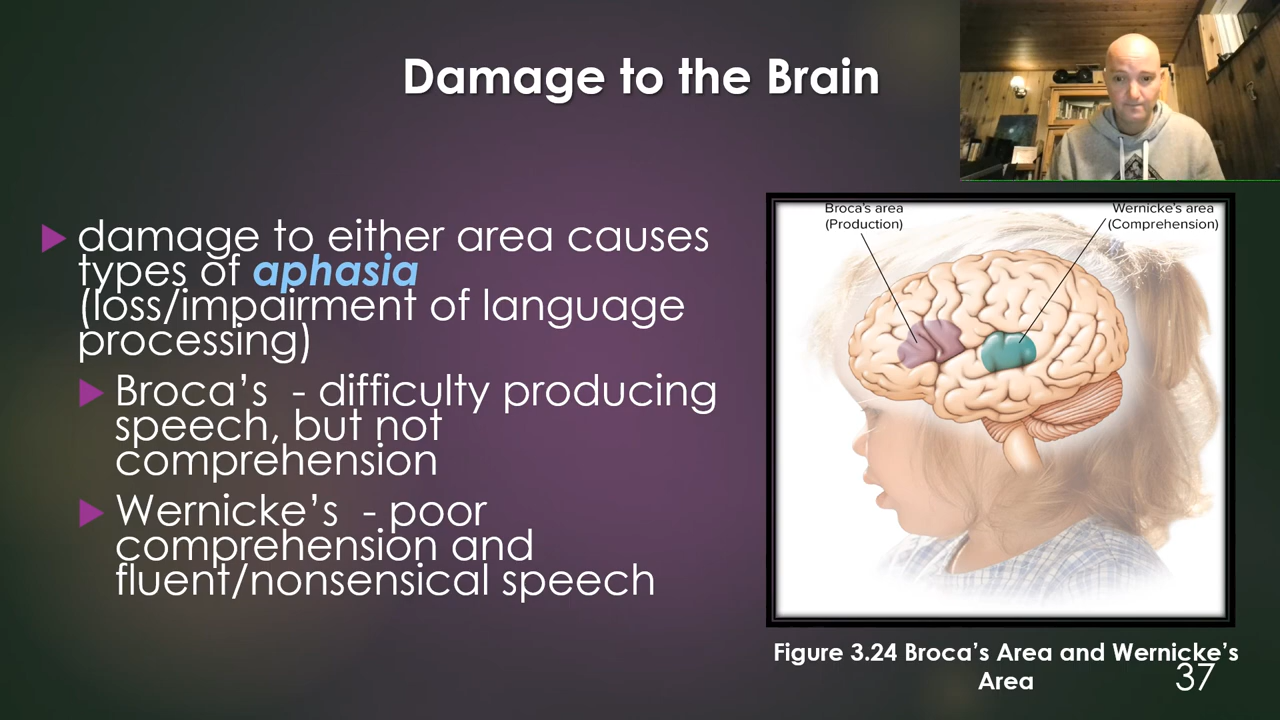 Damage to the Brain
damage to either area causes
types of aphasia
(loss/impairment of language
processing)
Broca’s - difficulty producing
speech, but not
comprehension
Wernicke’s - poor
comprehension and
fluent/nonsensical speech
Broca's area
(Production)
Wernicke's area
(Comprehension)
Figure 3.24 Broca’s Area and Wernicke’s
Area
37